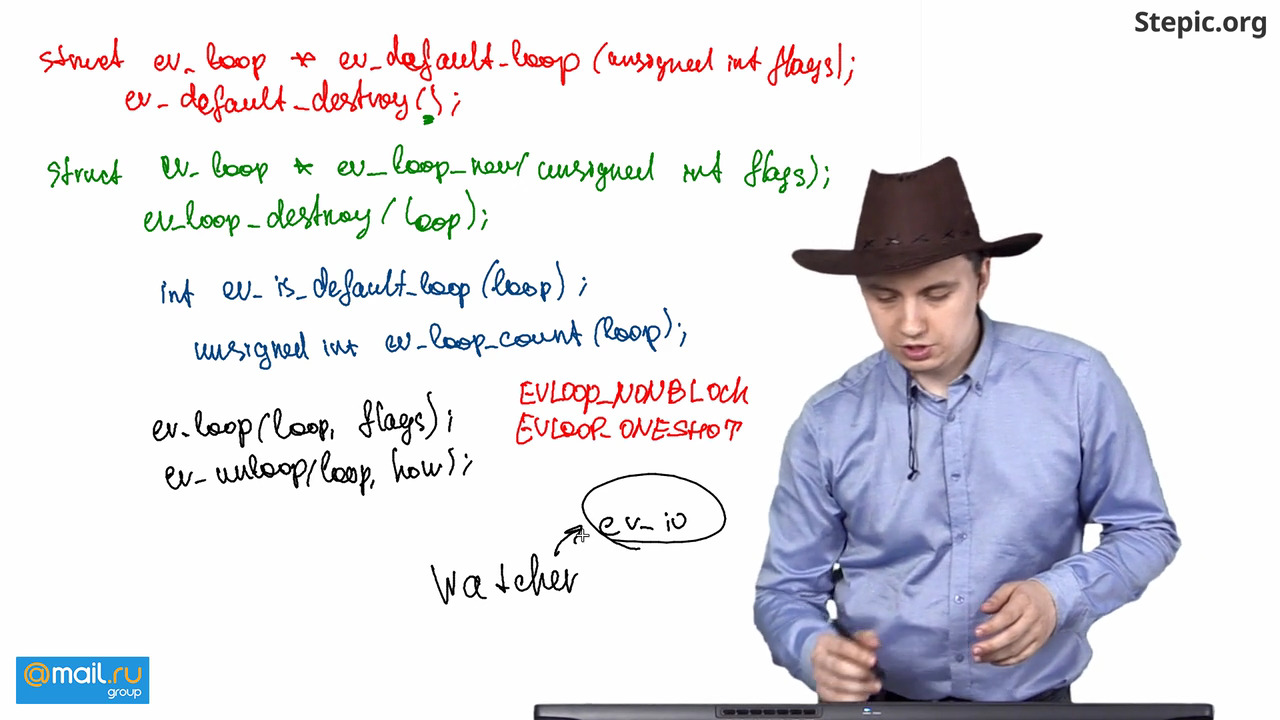 Stepic.org
struct ev_loop * ev_default_loop (unsigned int flags);
ev_default_destroy();
struct ev_loop * ev_loop_new(unsigned int flags);
ev_loop_destroy(loop);
int ev_is_default_loop(loop);
unsigned int ev_loop_count(loop);
ev_loop(loop, flags);
EVLOOP_NONBLOCK
EVLOOP_ONESHOT
ev_unloop(loop, how);
ev_io
Watcher
@mail.ru
group